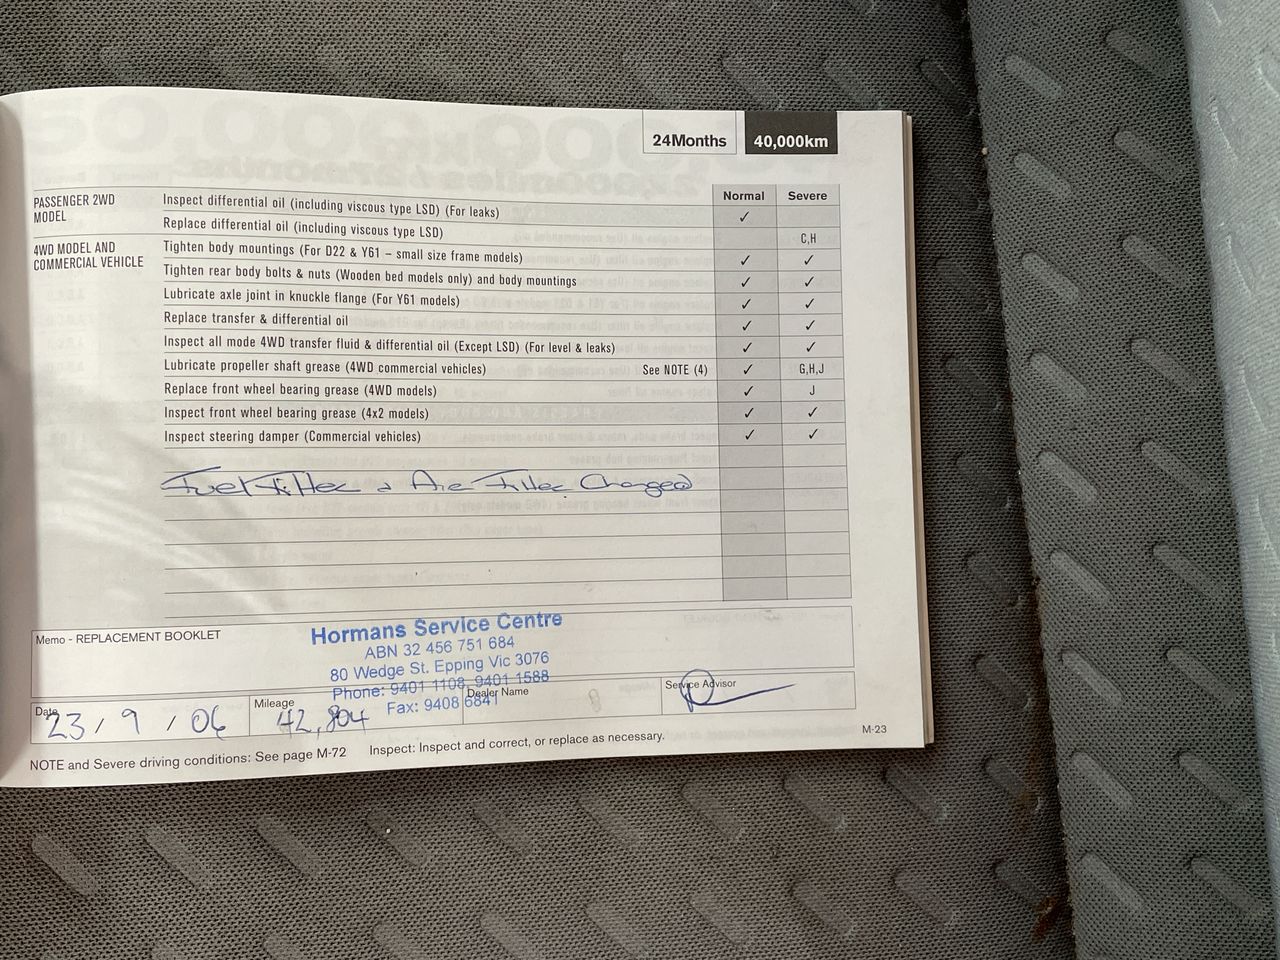 24Months 40,000km
Normal Severe
PASSENGER 2WD MODEL
Inspect differential oil (including viscous type LSD) (For leaks) ✓
Replace differential oil (including viscous type LSD) C,H
4WD MODEL AND COMMERCIAL VEHICLE
Tighten body mountings (For D22 & Y61 – small size frame models) ✓ ✓
Tighten rear body bolts & nuts (Wooden bed models only) and body mountings ✓ ✓
Lubricate axle joint in knuckle flange (For Y61 models) ✓ ✓
Replace transfer & differential oil ✓ ✓
Inspect all mode 4WD transfer fluid & differential oil (Except LSD) (For level & leaks) ✓ ✓
Lubricate propeller shaft grease (4WD commercial vehicles) See NOTE (4) ✓ G,H,J
Replace front wheel bearing grease (4WD models) ✓ J
Inspect front wheel bearing grease (4x2 models) ✓ ✓
Inspect steering damper (Commercial vehicles) ✓ ✓
Fuel Filter & Air Filter Changed
Memo - REPLACEMENT BOOKLET
Hormans Service Centre
ABN 32 456 751 684
80 Wedge St. Epping Vic 3076
Phone: 9401 1108, 9401 1588
Fax: 9408 6841
Date 23/9/06
Mileage 42,804
Dealer Name
Service Advisor
NOTE and Severe driving conditions: See page M-72 Inspect: Inspect and correct, or replace as necessary.
M-23